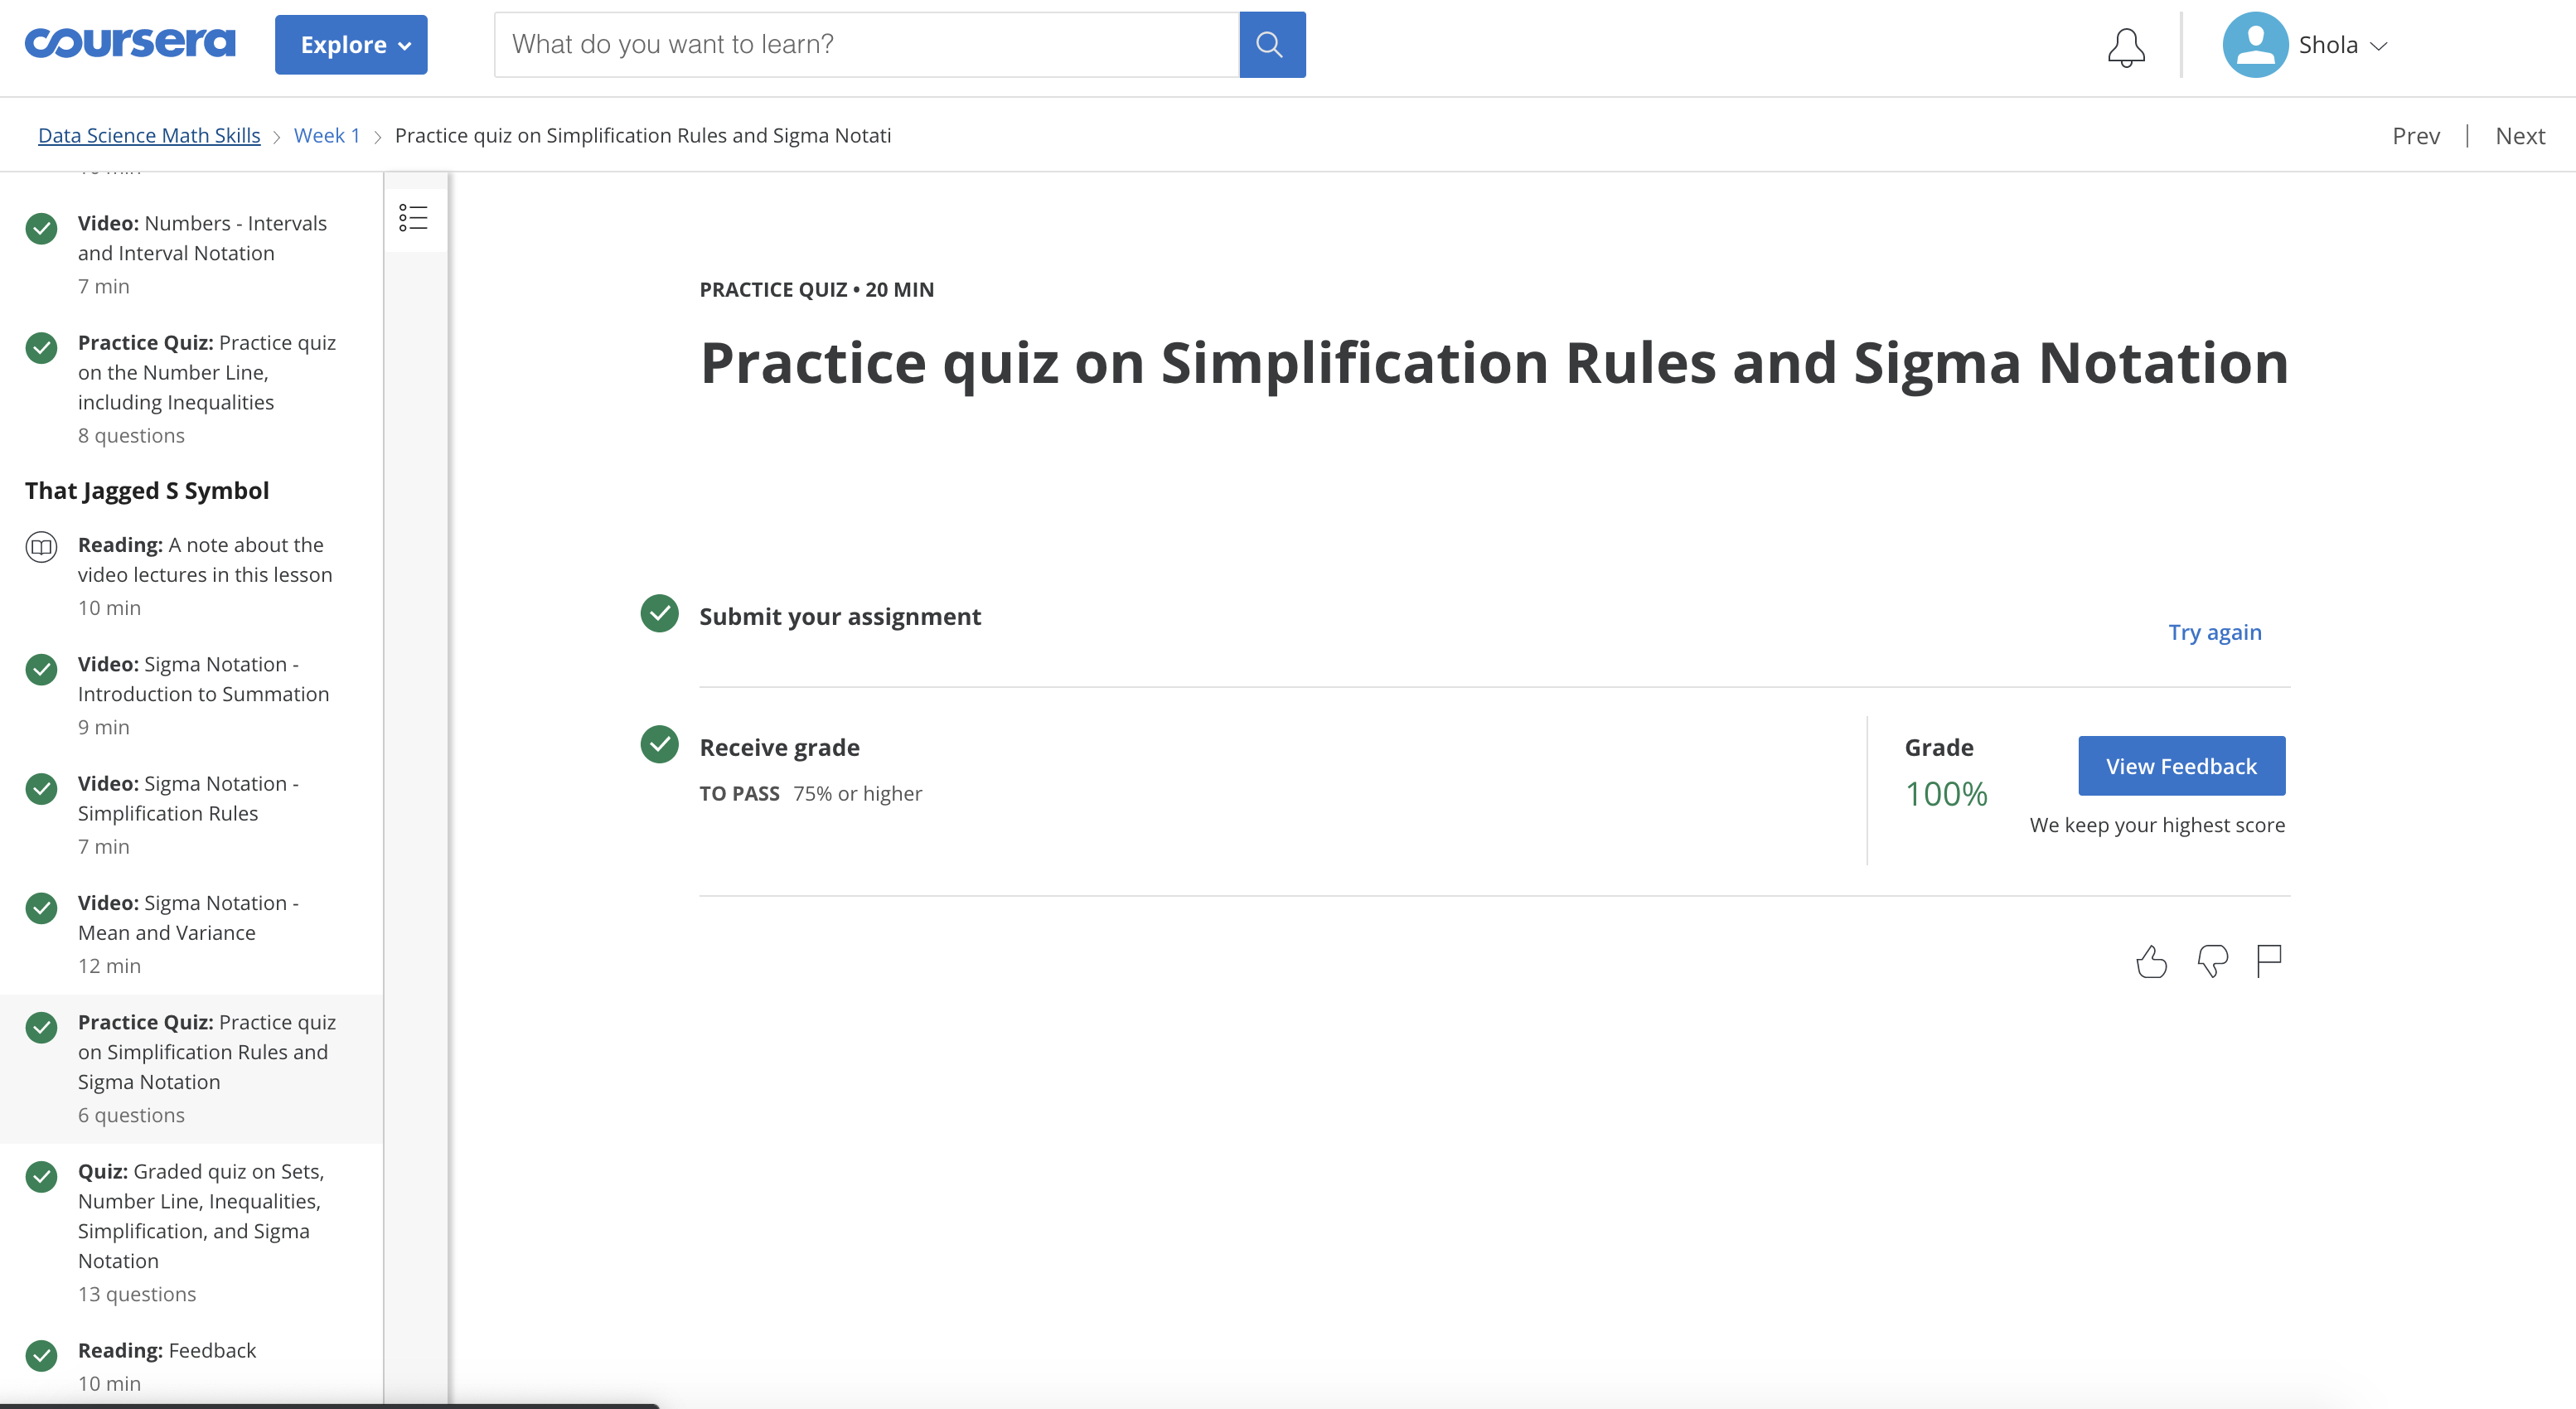 coursera
Explore
What do you want to learn?
Shola
Data Science Math Skills
Week 1
Practice quiz on Simplification Rules and Sigma Notati
Prev
Next
Video: Numbers - Intervals
and Interval Notation
7 min
Practice Quiz: Practice quiz
on the Number Line,
including Inequalities
8 questions
That Jagged S Symbol
Reading: A note about the
video lectures in this lesson
10 min
Video: Sigma Notation -
Introduction to Summation
9 min
Video: Sigma Notation -
Simplification Rules
7 min
Video: Sigma Notation -
Mean and Variance
12 min
Practice Quiz: Practice quiz
on Simplification Rules and
Sigma Notation
6 questions
Quiz: Graded quiz on Sets,
Number Line, Inequalities,
Simplification, and Sigma
Notation
13 questions
Reading: Feedback
10 min
PRACTICE QUIZ • 20 MIN
Practice quiz on Simplification Rules and Sigma Notation
Submit your assignment
Try again
Receive grade
TO PASS 75% or higher
Grade
100%
View Feedback
We keep your highest score